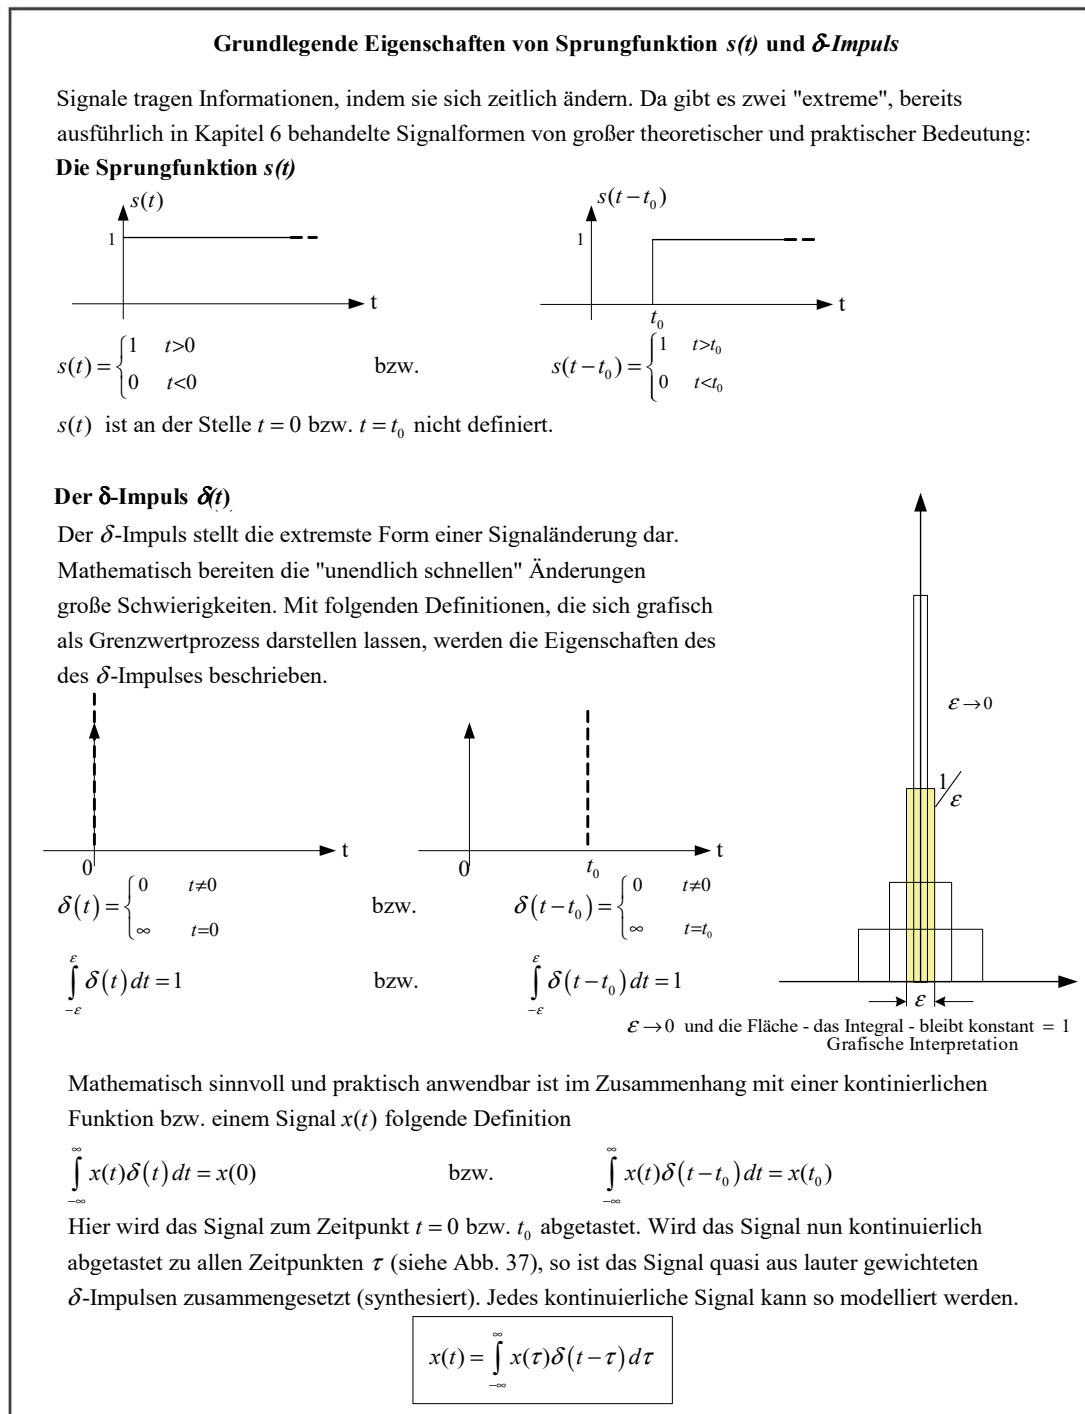 Grundlegende Eigenschaften von Sprungfunktion s(t) und δ-Impuls
Signale tragen Informationen, indem sie sich zeitlich ändern. Da gibt es zwei "extreme", bereits
ausführlich in Kapitel 6 behandelte Signalformen von großer theoretischer und praktischer Bedeutung:
Die Sprungfunktion s(t)
s(t)
1
t
s(t − t₀)
1
t₀
t
s(t) = { 1 t>0
0 t<0
bzw.
s(t − t₀) = { 1 t>t₀
0 t<t₀
s(t) ist an der Stelle t = 0 bzw. t = t₀ nicht definiert.
Der δ-Impuls δ(t)
Der δ-Impuls stellt die extremste Form einer Signaländerung dar.
Mathematisch bereiten die "unendlich schnellen" Änderungen
große Schwierigkeiten. Mit folgenden Definitionen, die sich grafisch
als Grenzwertprozess darstellen lassen, werden die Eigenschaften des
des δ-Impulses beschrieben.
0
t
0
t₀
t
δ(t) = { 0 t≠0
∞ t=0
bzw.
δ(t − t₀) = { 0 t≠0
∞ t=t₀
∫_{−ε}^{ε} δ(t) dt = 1
bzw.
∫_{−ε}^{ε} δ(t − t₀) dt = 1
ε → 0
1/ε
ε
ε → 0 und die Fläche - das Integral - bleibt konstant = 1
Grafische Interpretation
Mathematisch sinnvoll und praktisch anwendbar ist im Zusammenhang mit einer kontinierlichen
Funktion bzw. einem Signal x(t) folgende Definition
∫_{−∞}^{∞} x(t)δ(t) dt = x(0)
bzw.
∫_{−∞}^{∞} x(t)δ(t − t₀) dt = x(t₀)
Hier wird das Signal zum Zeitpunkt t = 0 bzw. t₀ abgetastet. Wird das Signal nun kontinuierlich
abgetastet zu allen Zeitpunkten τ (siehe Abb. 37), so ist das Signal quasi aus lauter gewichteten
δ-Impulsen zusammengesetzt (synthesiert). Jedes kontinuierliche Signal kann so modelliert werden.
x(t) = ∫_{−∞}^{∞} x(τ)δ(t − τ) dτ